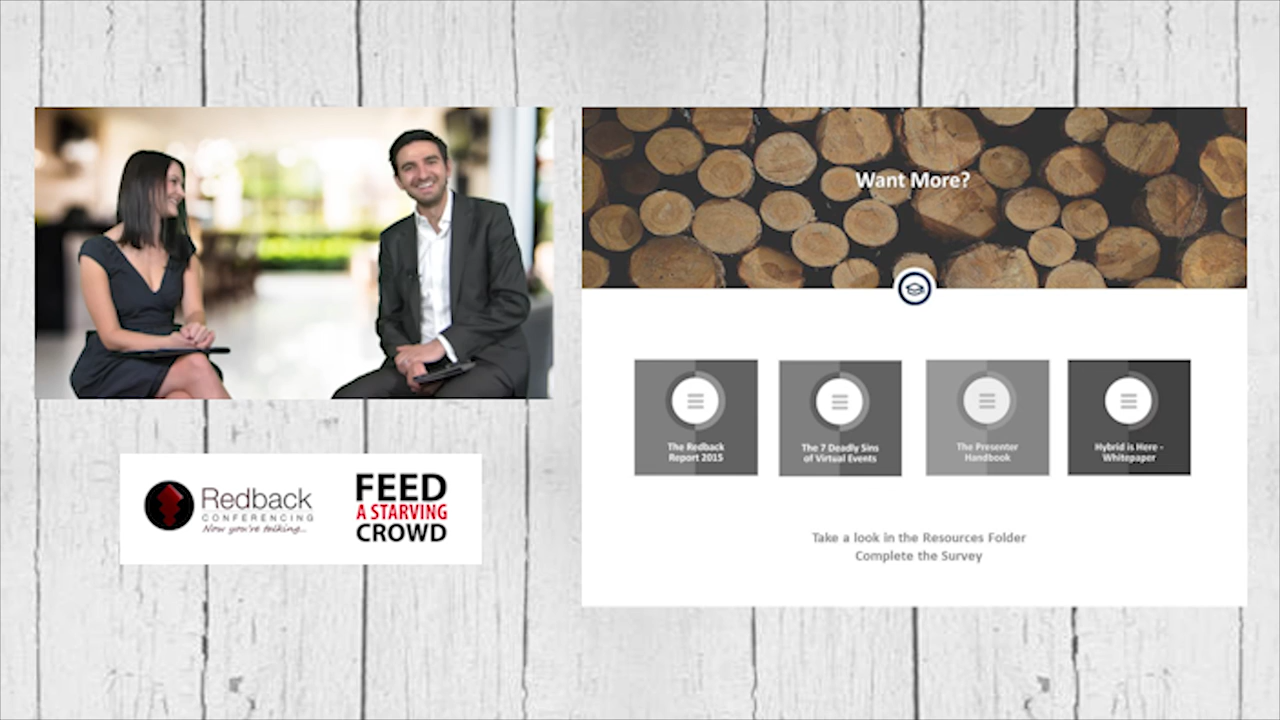 Want More?
The Redback
Report 2015
The 7 Deadly Sins
of Virtual Events
The Presenter
Handbook
Hybrid is Here -
Whitepaper
Take a look in the Resources Folder
Complete the Survey
Redback
CONFERENCING
Now you're talking...
FEED
A STARVING
CROWD